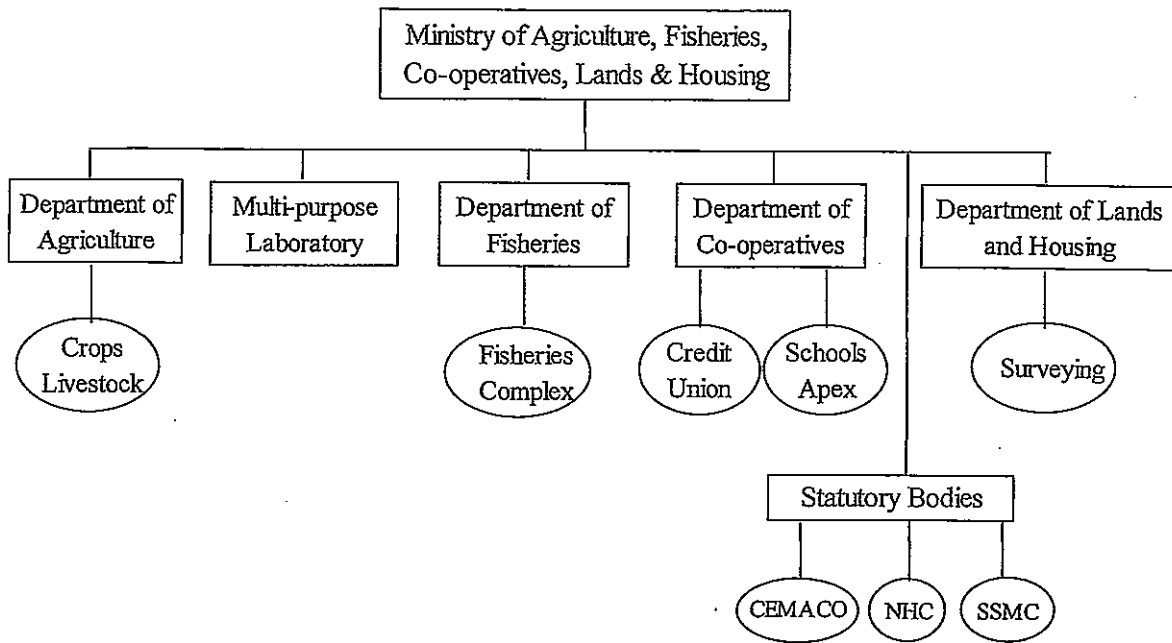 Ministry of Agriculture, Fisheries,
Co-operatives, Lands & Housing
Department of
Agriculture
Multi-purpose
Laboratory
Department of
Fisheries
Department of
Co-operatives
Department of Lands
and Housing
Crops
Livestock
Fisheries
Complex
Credit
Union
Schools
Apex
Surveying
Statutory Bodies
CEMACO
NHC
SSMC